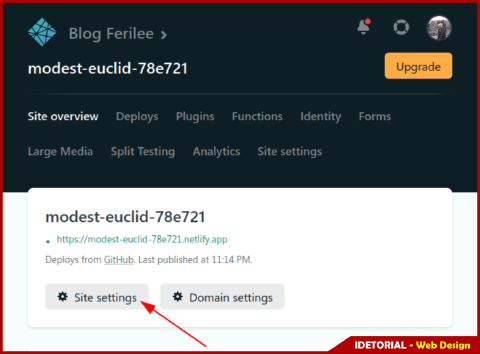 Blog Ferilee
modest-euclid-78e721
Upgrade
Site overview Deploys Plugins Functions Identity Forms
Large Media Split Testing Analytics Site settings
modest-euclid-78e721
https://modest-euclid-78e721.netlify.app
Deploys from GitHub. Last published at 11:14 PM.
Site settings Domain settings
IDETORIAL - Web Design